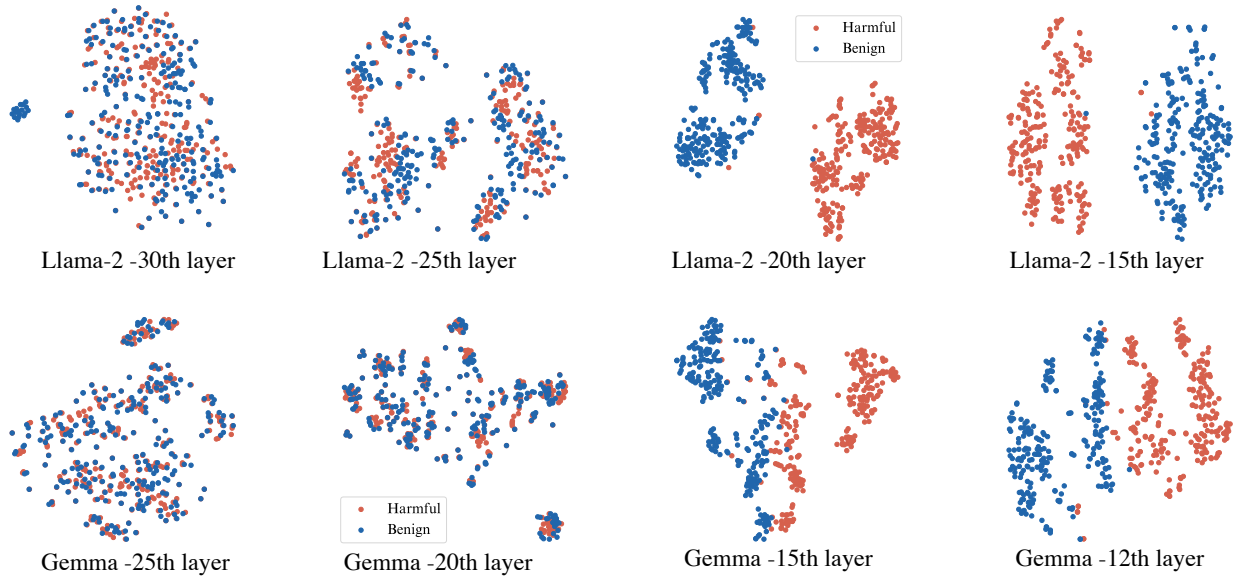 Harmful
Benign
Llama-2 -30th layer
Llama-2 -25th layer
Llama-2 -20th layer
Llama-2 -15th layer
Harmful
Benign
Gemma -25th layer
Gemma -20th layer
Gemma -15th layer
Gemma -12th layer